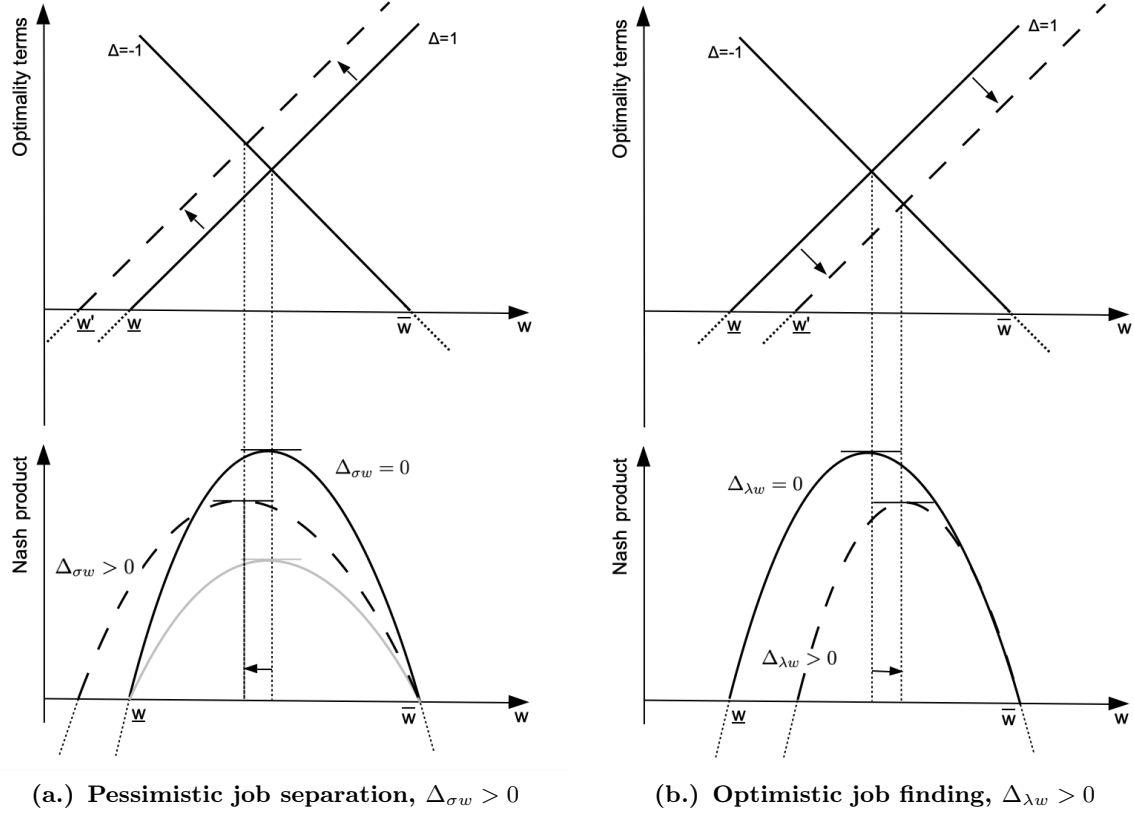 Optimality terms
Δ=-1
Δ=1
w'
w
w
w
Nash product
Δσw = 0
Δσw > 0
w
w
w
(a.) Pessimistic job separation, Δσw > 0
Optimality terms
Δ=-1
Δ=1
w
w'
w
w
Nash product
Δλw = 0
Δλw > 0
w
w
w
(b.) Optimistic job finding, Δλw > 0